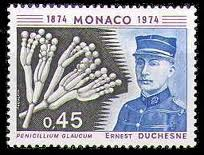 1874 MONACO 1974
0.45
PENICILLIUM GLAUCUM ERNEST DUCHESNE